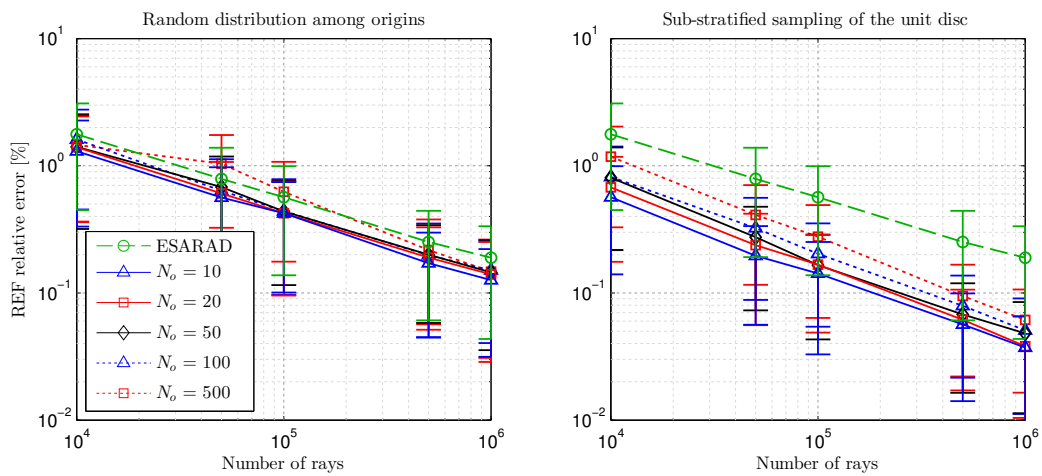 Random distribution among origins
Sub-stratified sampling of the unit disc
REF relative error [%]
10^1
10^0
10^{-1}
10^{-2}
ESARAD
N_o = 10
N_o = 20
N_o = 50
N_o = 100
N_o = 500
10^4
10^5
10^6
Number of rays
10^1
10^0
10^{-1}
10^{-2}
10^4
10^5
10^6
Number of rays